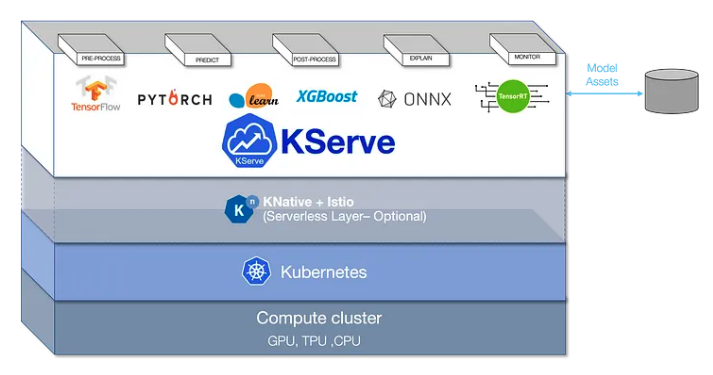 PRE-PROCESS
PREDICT
POST-PROCESS
EXPLAIN
MONITOR
TensorFlow
PYTORCH
learn
XGBoost
ONNX
TensorRT
Model
Assets
KServe
KServe
K
n
KNative + Istio
(Serverless Layer– Optional)
Kubernetes
Compute cluster
GPU, TPU ,CPU